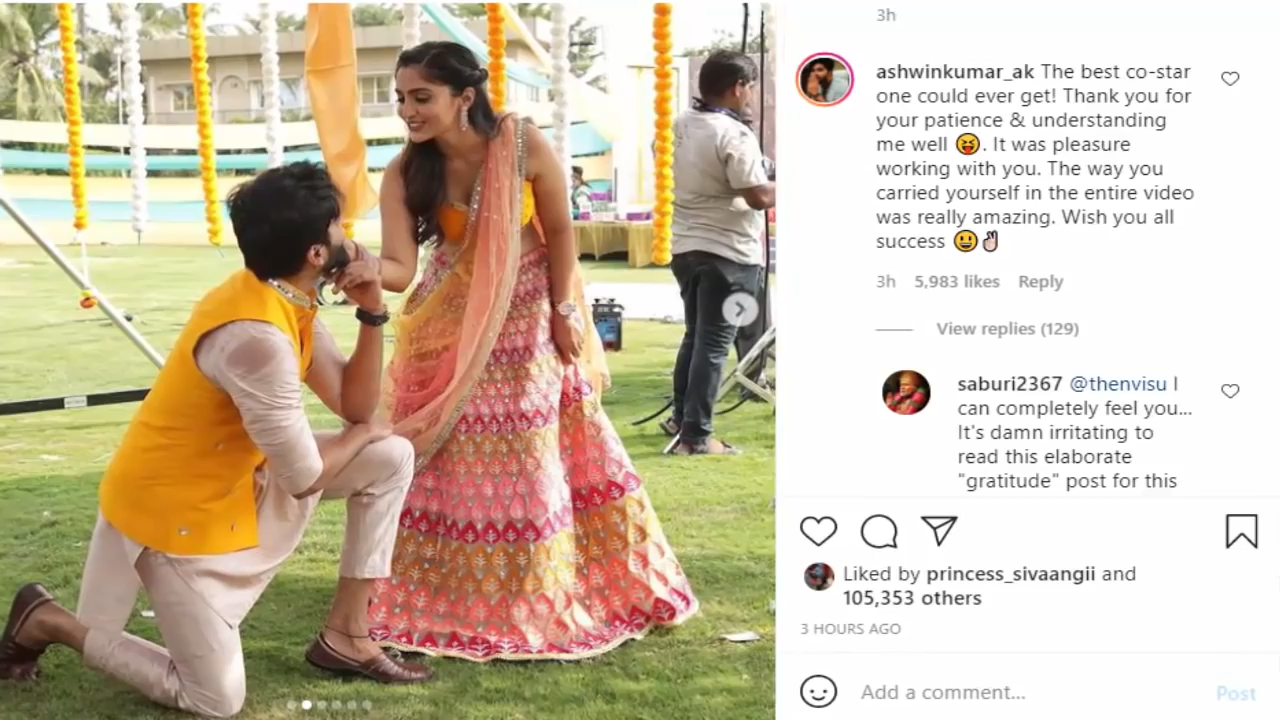 3h
ashwinkumar_ak The best co-star
one could ever get! Thank you for
your patience & understanding
me well 😝. It was pleasure
working with you. The way you
carried yourself in the entire video
was really amazing. Wish you all
success 😃✌🏻
3h 5,983 likes Reply
View replies (129)
saburi2367 @thenvisu I
can completely feel you...
It's damn irritating to
read this elaborate
"gratitude" post for this
Liked by princess_sivaangii and
105,353 others
3 HOURS AGO
Add a comment... Post